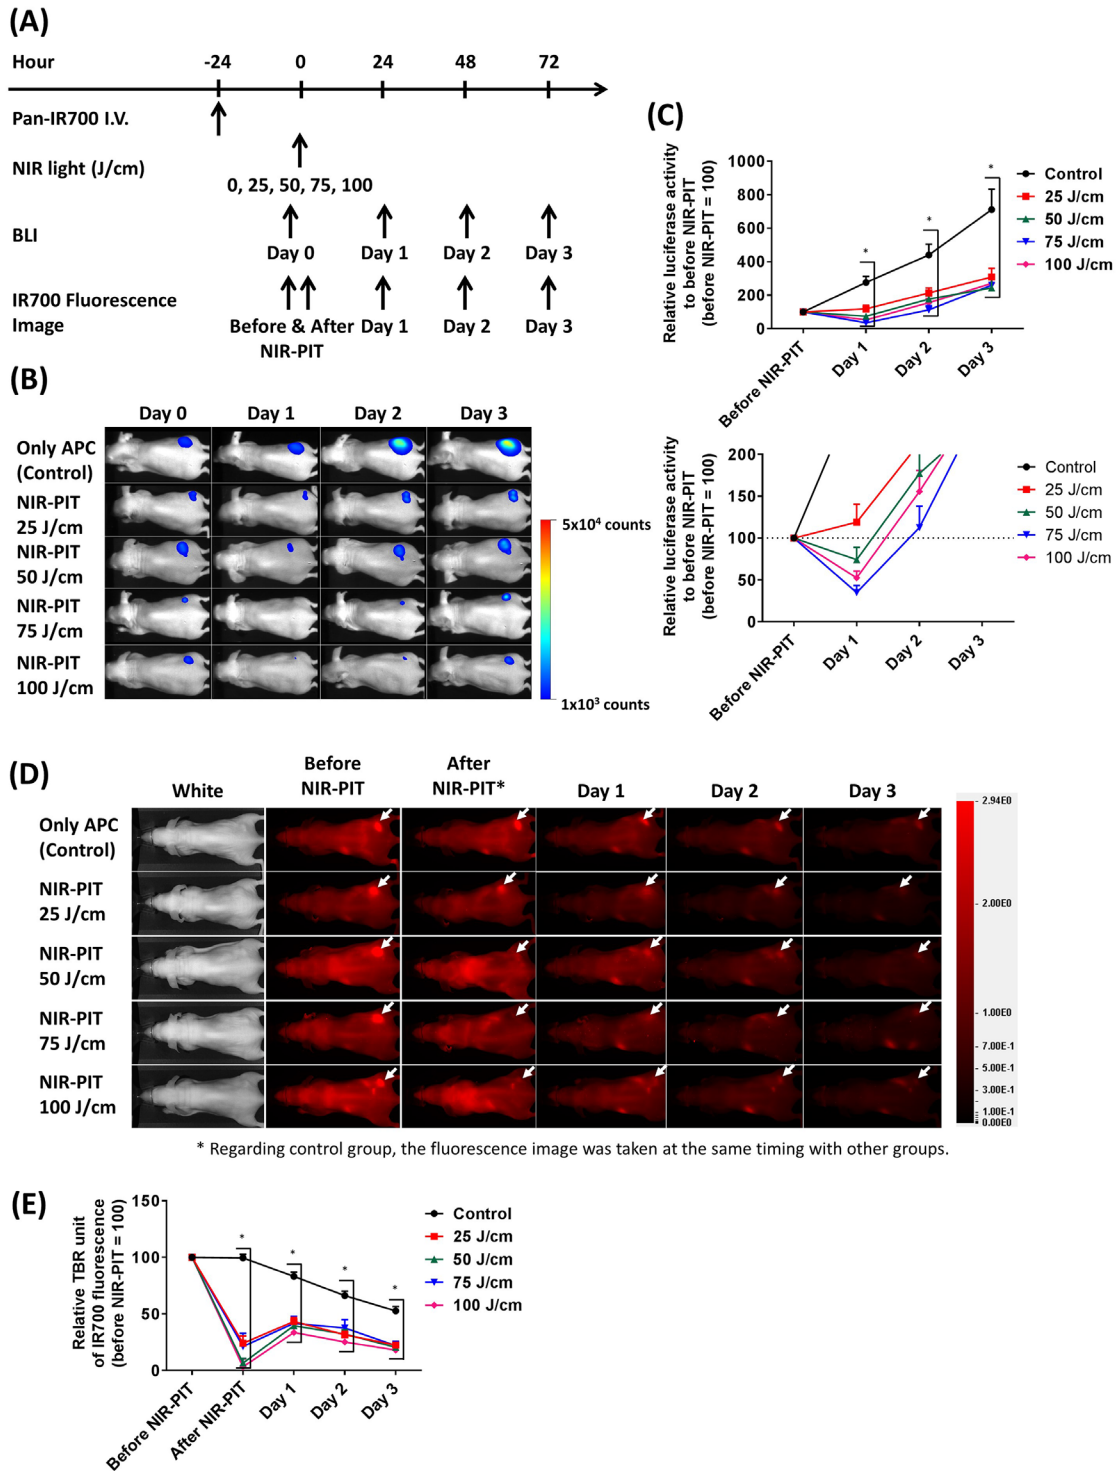 (A)
Hour -24 0 24 48 72
Pan-IR700 I.V.
NIR light (J/cm)
0, 25, 50, 75, 100
BLI
Day 0 Day 1 Day 2 Day 3
IR700 Fluorescence
Image
Before & After Day 1 Day 2 Day 3
NIR-PIT
(B)
Day 0 Day 1 Day 2 Day 3
Only APC
(Control)
NIR-PIT
25 J/cm
NIR-PIT
50 J/cm
NIR-PIT
75 J/cm
NIR-PIT
100 J/cm
5x10⁴ counts
1x10³ counts
(C)
Relative luciferase activity
to before NIR-PIT
(before NIR-PIT = 100)
1000
800
600
400
200
0
* * *
Before NIR-PIT Day 1 Day 2 Day 3
Control
25 J/cm
50 J/cm
75 J/cm
100 J/cm
Relative luciferase activity
to before NIR-PIT
(before NIR-PIT = 100)
200
150
100
50
0
Before NIR-PIT Day 1 Day 2 Day 3
Control
25 J/cm
50 J/cm
75 J/cm
100 J/cm
(D)
White Before NIR-PIT After NIR-PIT* Day 1 Day 2 Day 3
Only APC
(Control)
NIR-PIT
25 J/cm
NIR-PIT
50 J/cm
NIR-PIT
75 J/cm
NIR-PIT
100 J/cm
2.94E0
2.00E0
1.00E0
7.00E-1
5.00E-1
3.00E-1
1.00E-1
0.00E0
* Regarding control group, the fluorescence image was taken at the same timing with other groups.
(E)
Relative TBR unit
of IR700 fluorescence
(before NIR-PIT = 100)
150
100
50
0
* * * *
Before NIR-PIT After NIR-PIT Day 1 Day 2 Day 3
Control
25 J/cm
50 J/cm
75 J/cm
100 J/cm